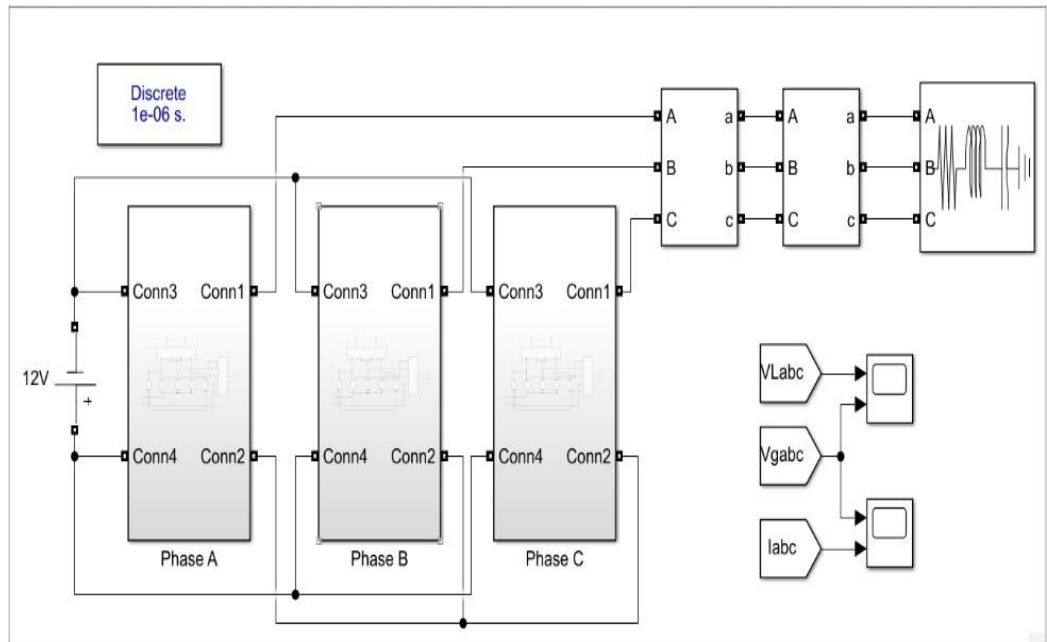 Discrete
1e-06 s.
A a A a A
B b B b B
C c C c C
Conn3 Conn1 Conn3 Conn1 Conn3 Conn1
12V
+
Conn4 Conn2 Conn4 Conn2 Conn4 Conn2
Phase A Phase B Phase C
VLabc
Vgabc
Iabc